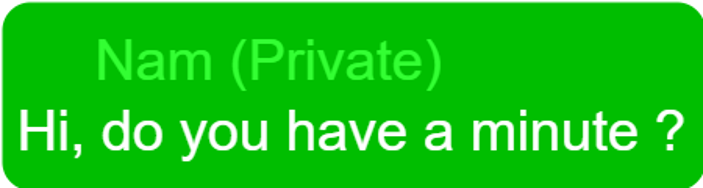 Nam (Private)
Hi, do you have a minute ?